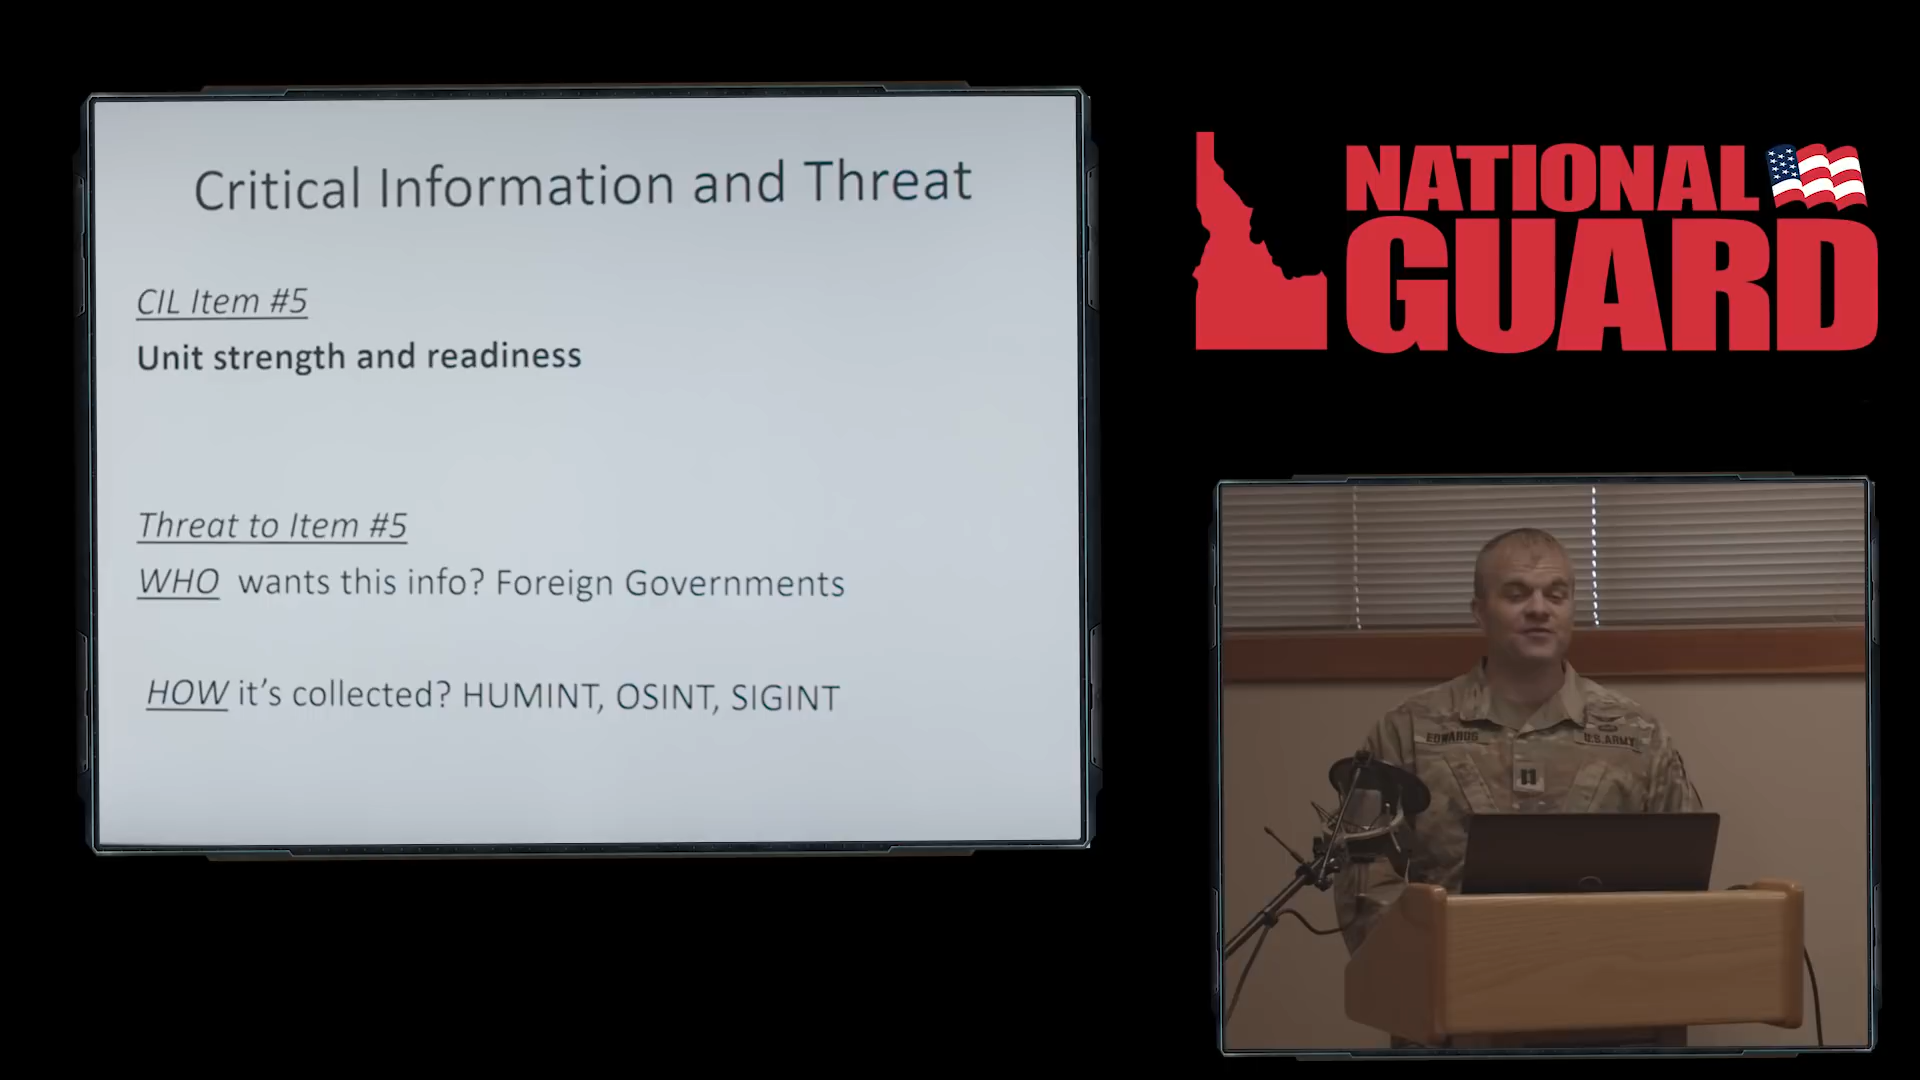 Critical Information and Threat
CIL Item #5
Unit strength and readiness
Threat to Item #5
WHO wants this info? Foreign Governments
HOW it's collected? HUMINT, OSINT, SIGINT
NATIONAL
GUARD
EDWARDS
U.S. ARMY